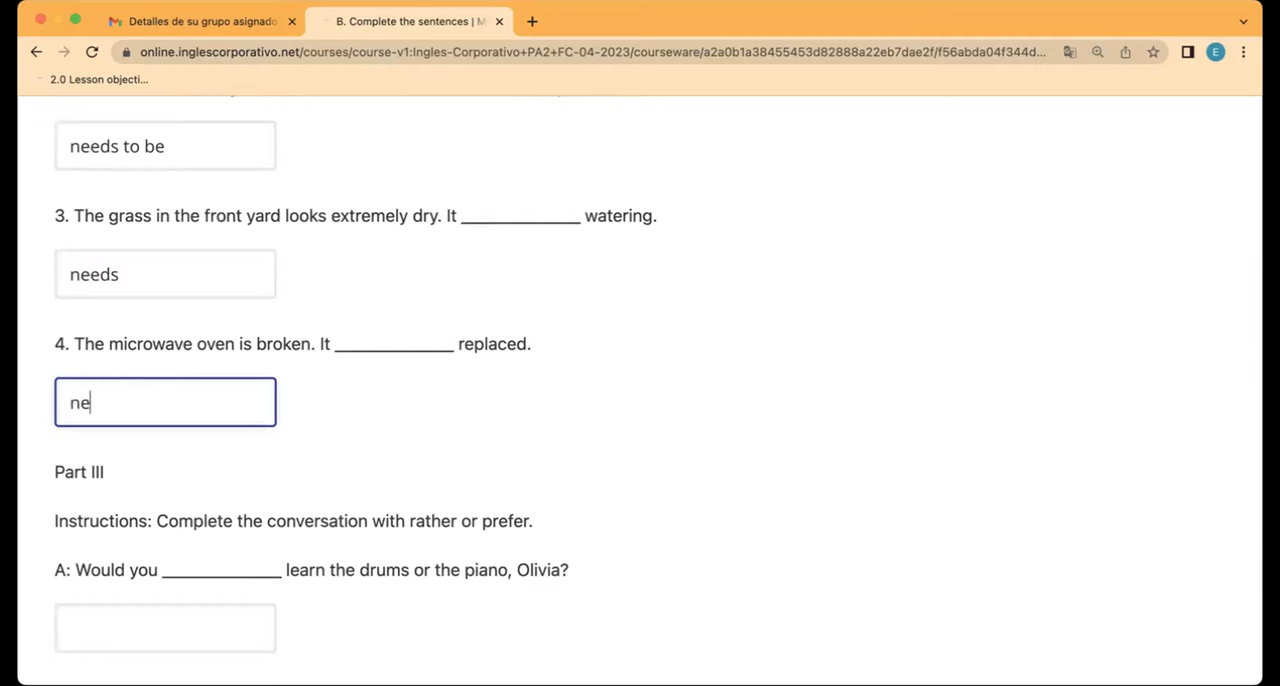 Detalles de su grupo asignado
B. Complete the sentences | M
online.inglescorporativo.net/courses/course-v1:Ingles-Corporativo+PA2+FC-04-2023/courseware/a2a0b1a38455453d82888a22eb7dae2f/f56abda04f344d...
E
2.0 Lesson objecti...
needs to be
3. The grass in the front yard looks extremely dry. It _____________ watering.
needs
4. The microwave oven is broken. It _____________ replaced.
ne
Part III
Instructions: Complete the conversation with rather or prefer.
A: Would you _____________ learn the drums or the piano, Olivia?